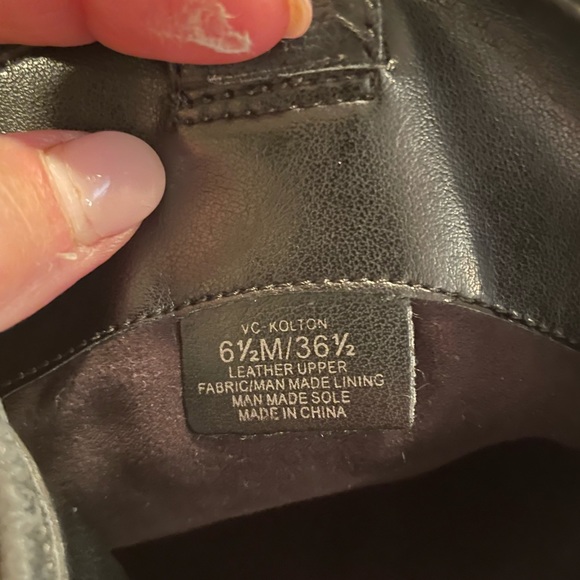 VC-KOLTON
6½M/36½
LEATHER UPPER
FABRIC/MAN MADE LINING
MAN MADE SOLE
MADE IN CHINA